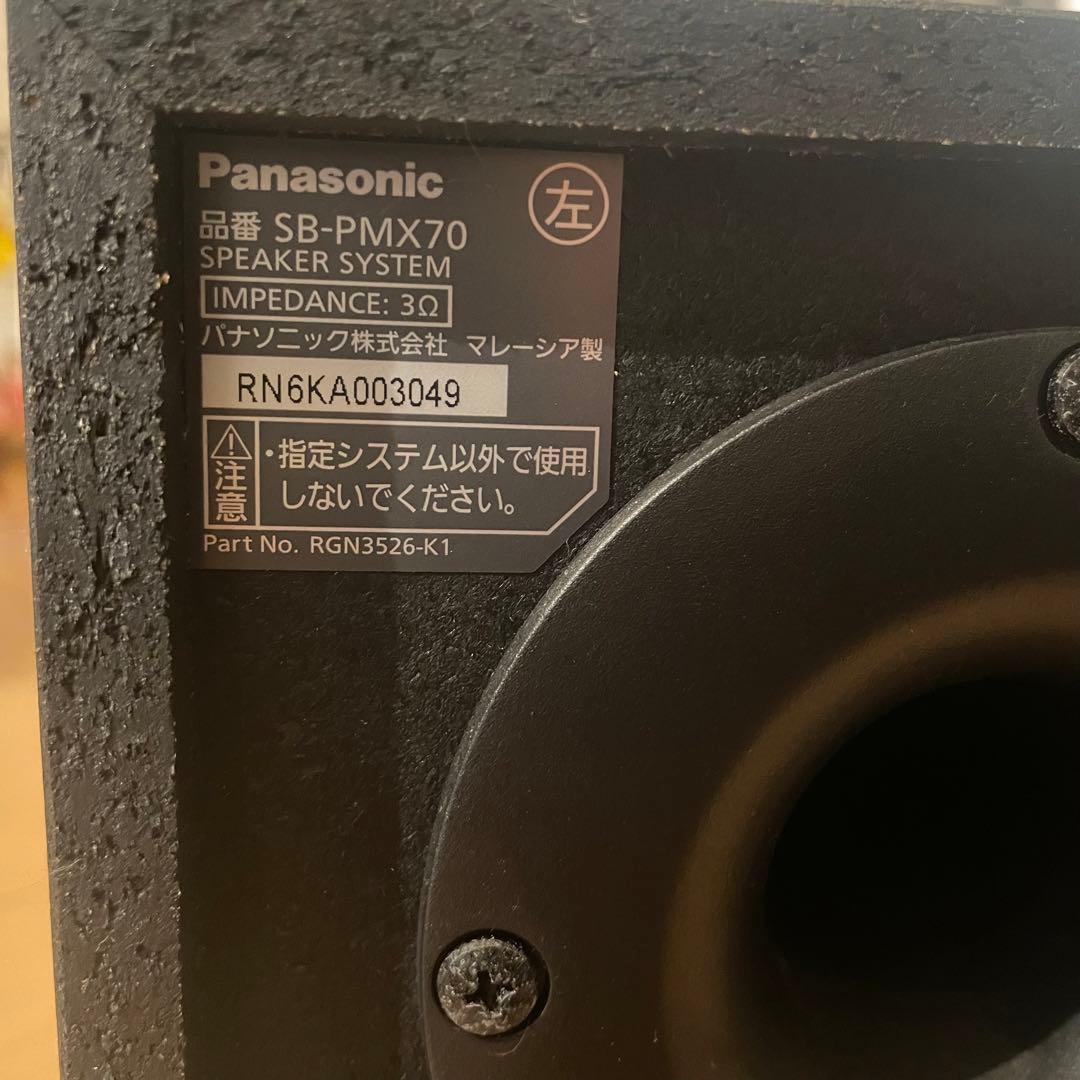 Panasonic
左
品番 SB-PMX70
SPEAKER SYSTEM
IMPEDANCE: 3Ω
パナソニック株式会社 マレーシア製
RN6KA003049
注意
・指定システム以外で使用
しないでください。
Part No. RGN3526-K1